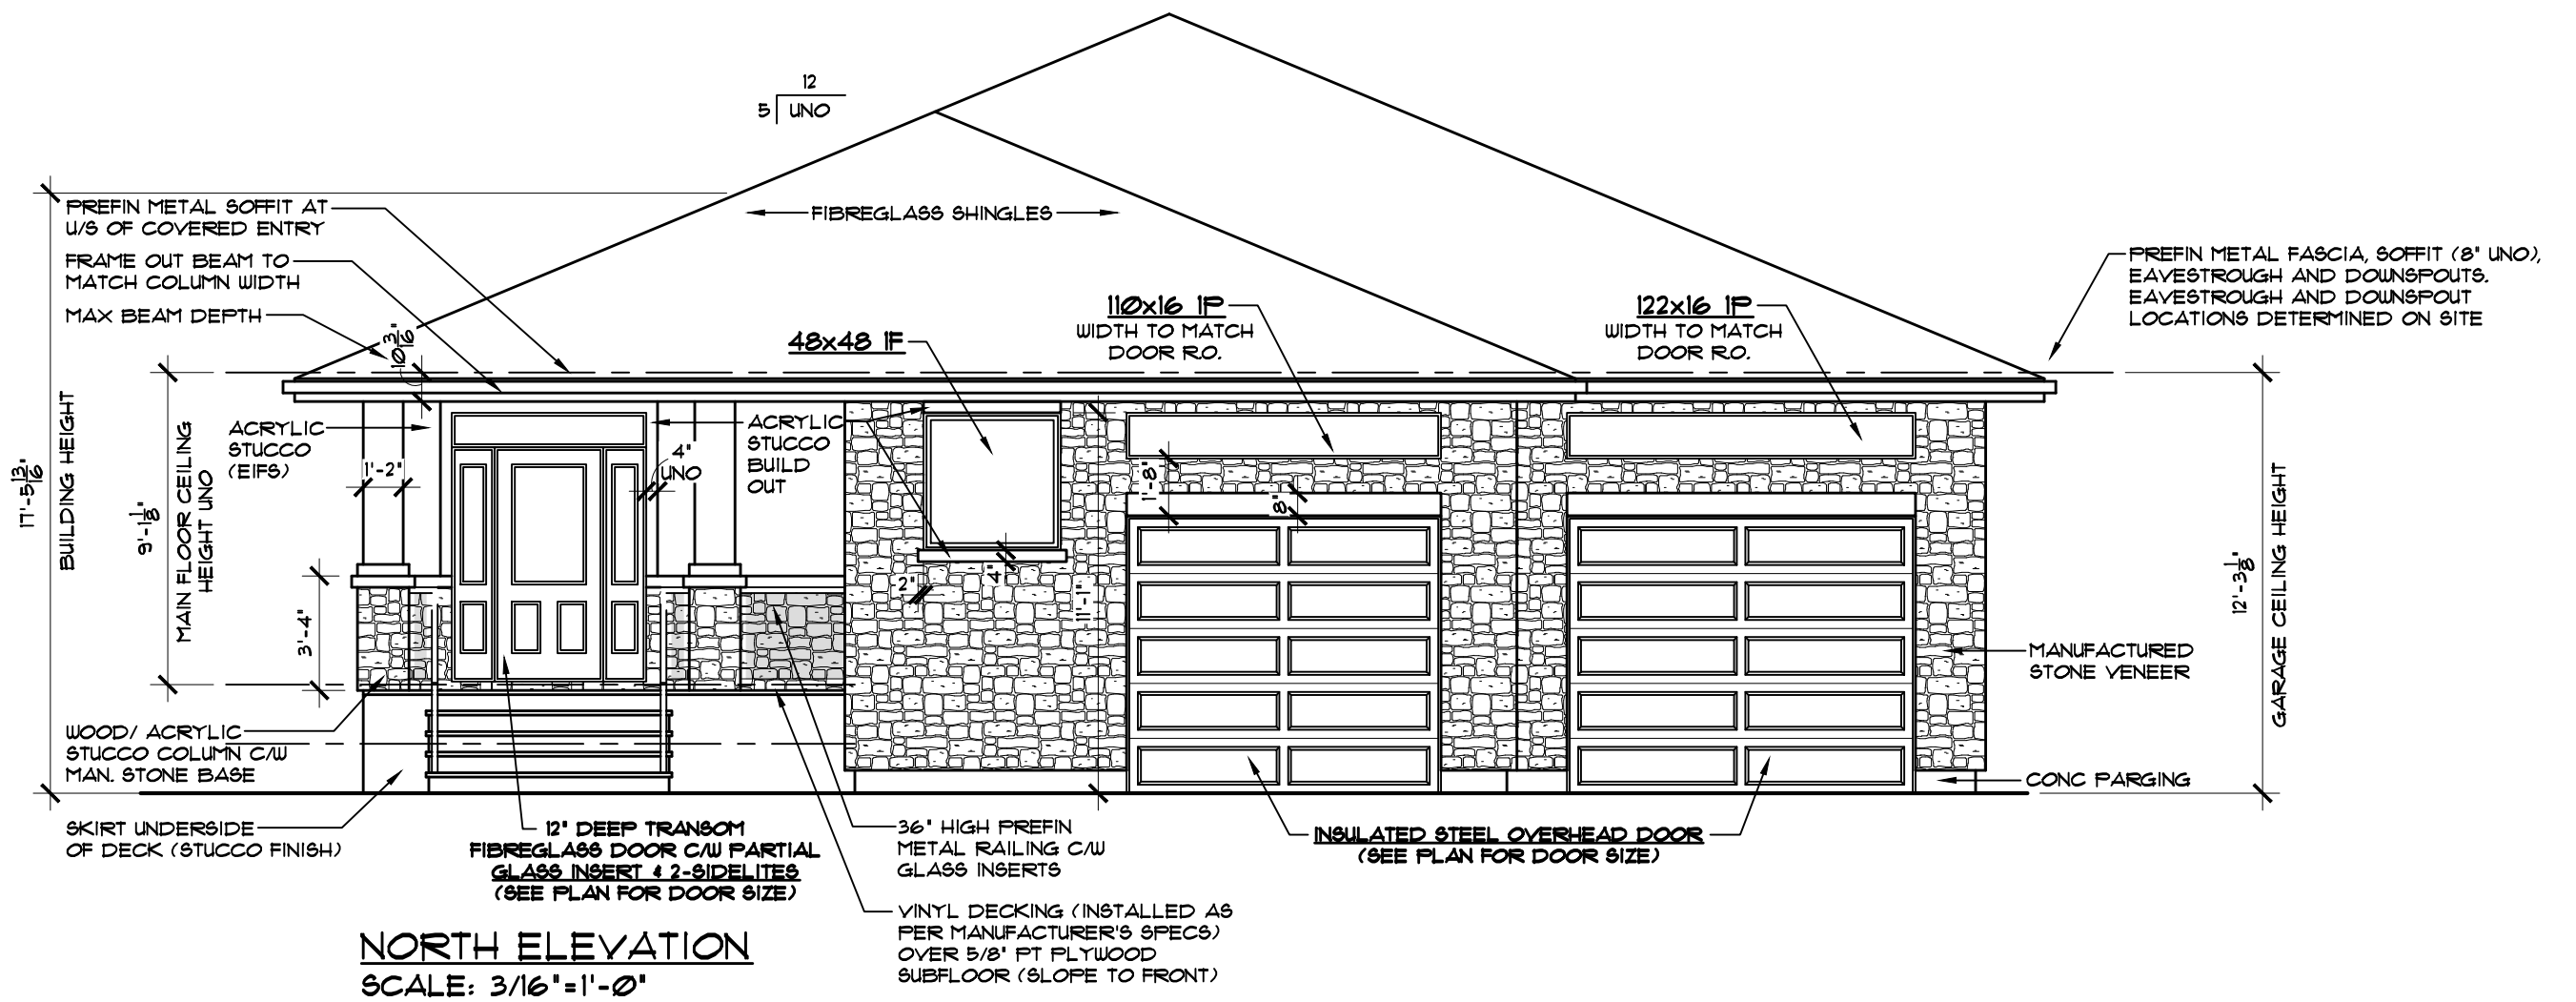 12
5 UNO
PREFIN METAL SOFFIT AT
U/S OF COVERED ENTRY
FRAME OUT BEAM TO
MATCH COLUMN WIDTH
MAX BEAM DEPTH
10 3/16"
FIBREGLASS SHINGLES
48x48 1F
110x16 1P
WIDTH TO MATCH
DOOR R.O.
122x16 1P
WIDTH TO MATCH
DOOR R.O.
PREFIN METAL FASCIA, SOFFIT (8" UNO),
EAVESTROUGH AND DOWNSPOUTS.
EAVESTROUGH AND DOWNSPOUT
LOCATIONS DETERMINED ON SITE
17'-5 13/16"
BUILDING HEIGHT
9'-1 1/8"
MAIN FLOOR CEILING
HEIGHT UNO
ACRYLIC
STUCCO
(EIFS)
1'-2"
3'-4"
ACRYLIC
STUCCO
BUILD
OUT
4"
UNO
2"
4"
11'-1"
1'-8"
8"
12'-3 1/8"
GARAGE CEILING HEIGHT
MANUFACTURED
STONE VENEER
CONC PARGING
WOOD/ ACRYLIC
STUCCO COLUMN C/W
MAN. STONE BASE
SKIRT UNDERSIDE
OF DECK (STUCCO FINISH)
12" DEEP TRANSOM
FIBREGLASS DOOR C/W PARTIAL
GLASS INSERT & 2-SIDELITES
(SEE PLAN FOR DOOR SIZE)
36" HIGH PREFIN
METAL RAILING C/W
GLASS INSERTS
INSULATED STEEL OVERHEAD DOOR
(SEE PLAN FOR DOOR SIZE)
VINYL DECKING (INSTALLED AS
PER MANUFACTURER'S SPECS)
OVER 5/8" PT PLYWOOD
SUBFLOOR (SLOPE TO FRONT)
NORTH ELEVATION
SCALE: 3/16"=1'-0"